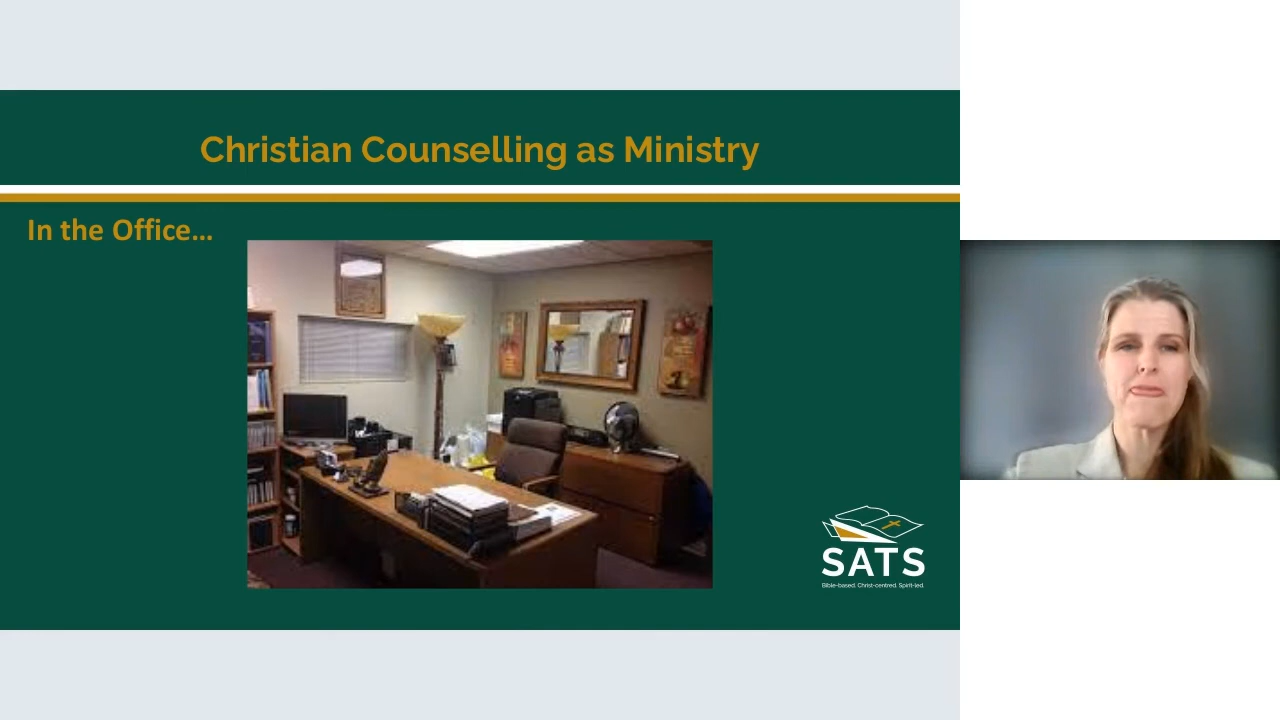 Christian Counselling as Ministry
In the Office...
SATS
Bible-based. Christ-centred. Spirit-led.